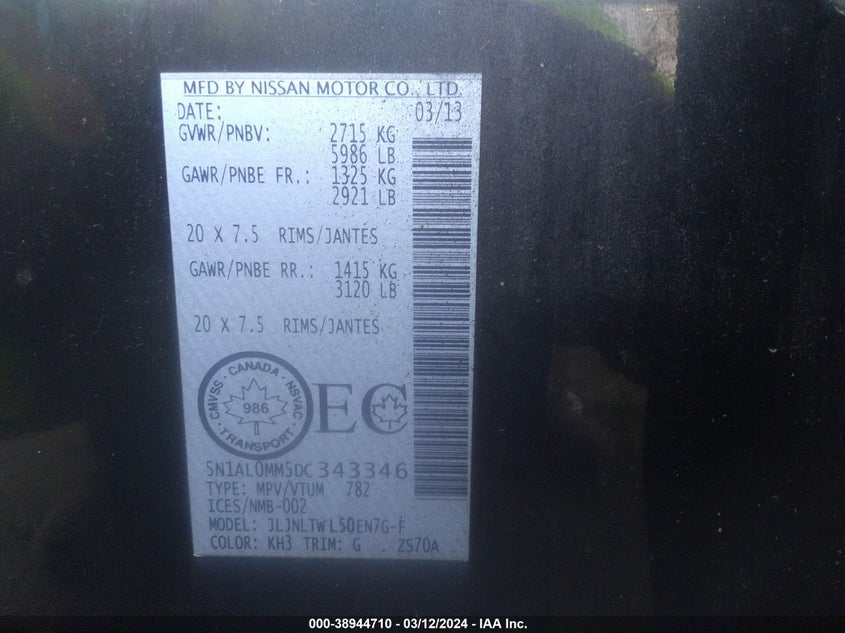 MFD BY NISSAN MOTOR CO., LTD.
DATE: 03/13
GVWR/PNBV: 2715 KG
5986 LB
GAWR/PNBE FR.: 1325 KG
2921 LB
20 X 7.5 RIMS/JANTES
GAWR/PNBE RR.: 1415 KG
3120 LB
20 X 7.5 RIMS/JANTES
CMVSS · CANADA · NSVAC · TRANSPORT ·
986
EC
5N1AL0MM5DC343346
TYPE: MPV/VTUM 782
ICES/NMB-002
MODEL: JLJNLTWL50EN7G-F
COLOR: KH3 TRIM: G ZS70A
000-38944710 - 03/12/2024 - IAA Inc.